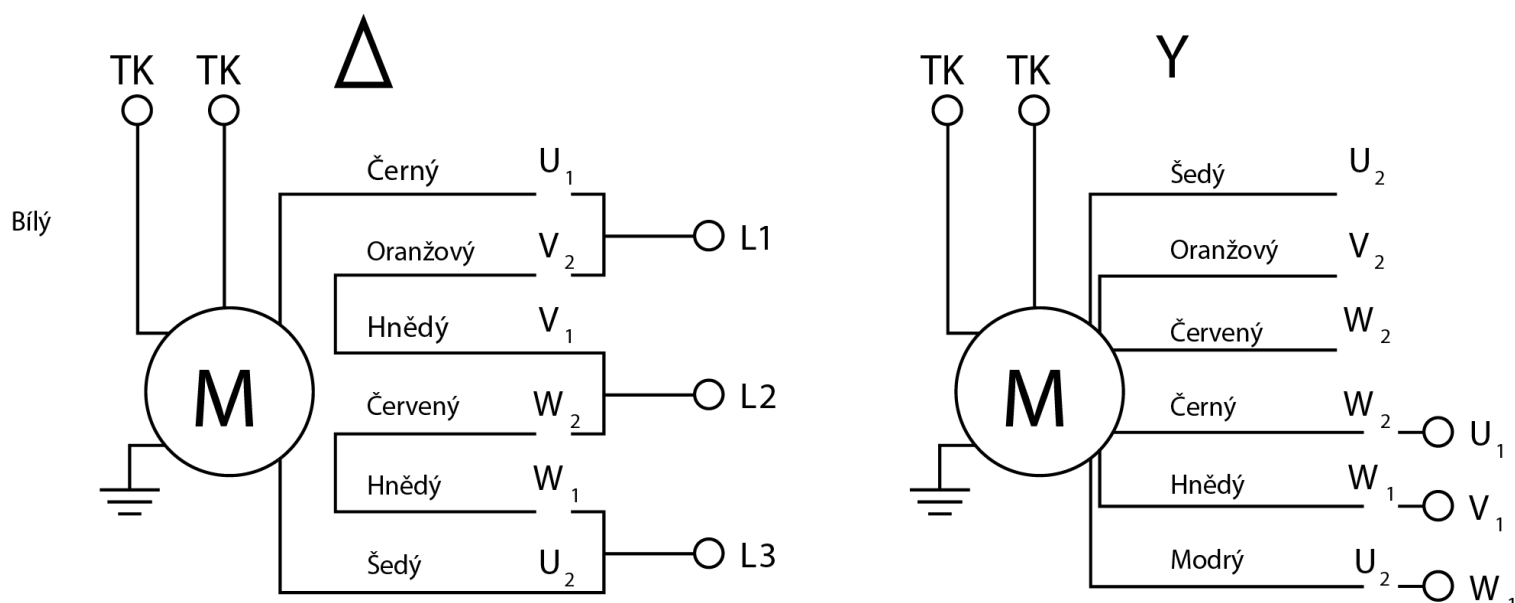 Δ
TK TK
Černý U1
L1
Bílý
Oranžový V2
Hnědý V1
M
L2
Červený W2
Hnědý W1
L3
Šedý U2
Y
TK TK
Šedý U2
Oranžový V2
Červený W2
M
Černý W2 U1
Hnědý W1 V1
Modrý U2 W1